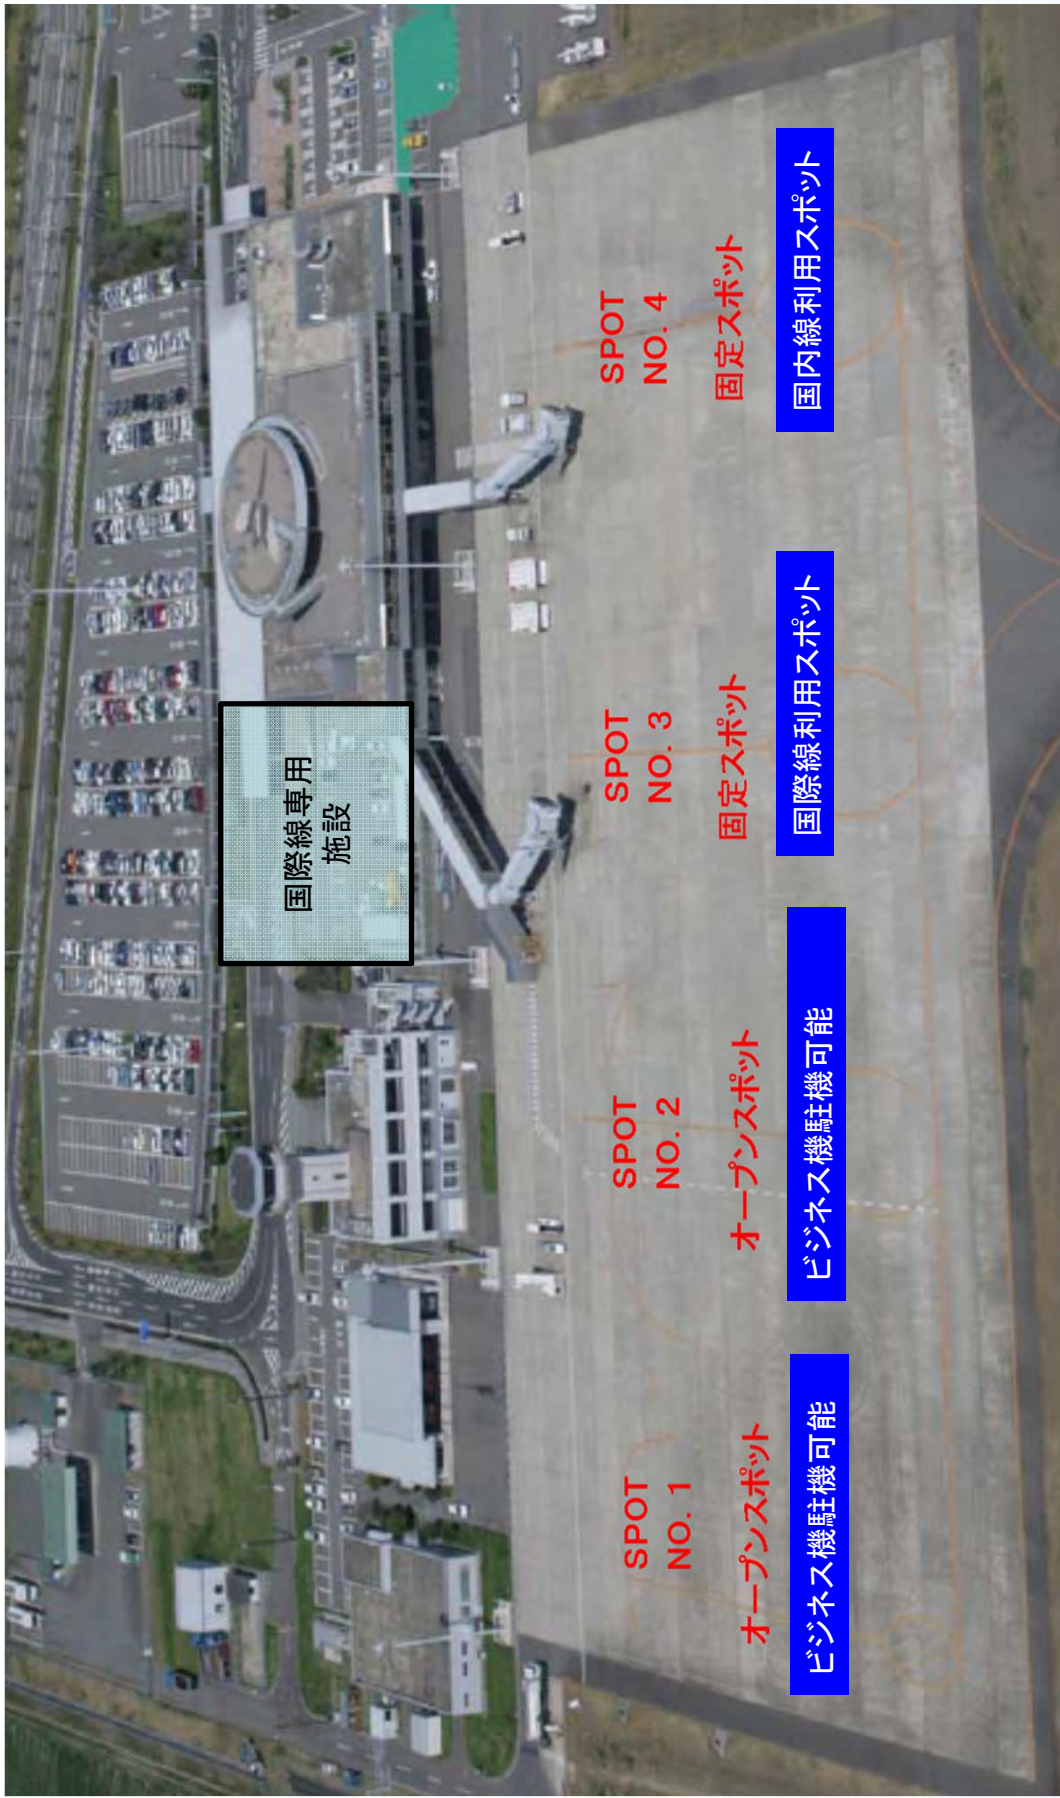 国際線専用
施設
SPOT
NO. 1
オープンスポット
ビジネス機駐機可能
SPOT
NO. 2
オープンスポット
ビジネス機駐機可能
SPOT
NO. 3
固定スポット
国際線利用スポット
SPOT
NO. 4
固定スポット
国内線利用スポット